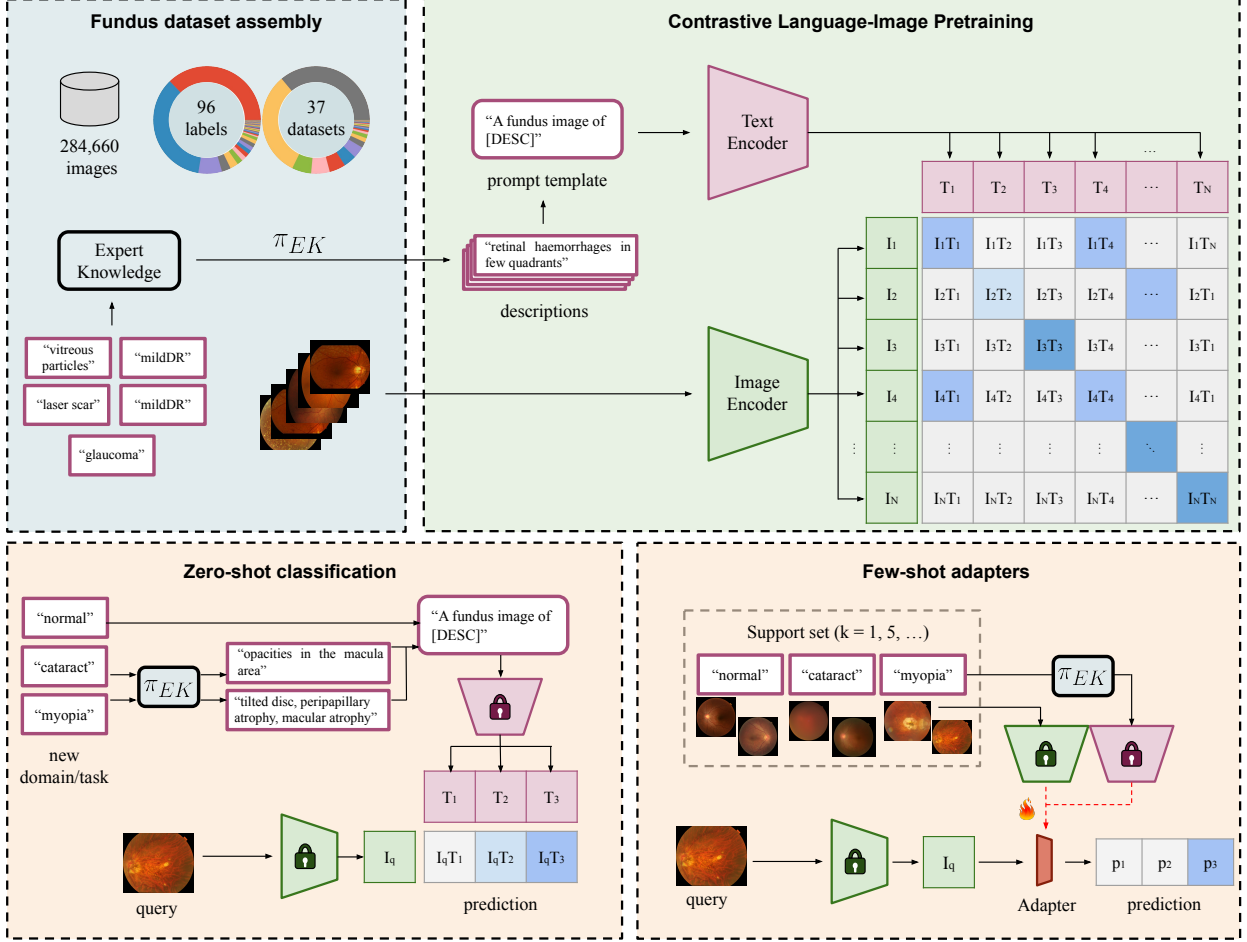 Fundus dataset assembly
96
labels
37
datasets
284,660
images
Expert
Knowledge
πEK
“vitreous
particles”
“mildDR”
“laser scar”
“mildDR”
“glaucoma”
Contrastive Language-Image Pretraining
“A fundus image of
[DESC]”
prompt template
“retinal haemorrhages in
few quadrants”
descriptions
Text
Encoder
Image
Encoder
...
T1 T2 T3 T4 ... TN
I1 I1T1 I1T2 I1T3 I1T4 ... I1TN
I2 I2T1 I2T2 I2T3 I2T4 ... I2T1
I3 I3T1 I3T2 I3T3 I3T4 ... I3T1
I4 I4T1 I4T2 I4T3 I4T4 ... I4T1
⋮ ⋮ ⋮ ⋮ ⋮ ⋮ ⋱ ⋮
IN INT1 INT2 INT3 INT4 ... INTN
Zero-shot classification
“normal”
“cataract”
“myopia”
new
domain/task
πEK
“opacities in the macula
area”
“tilted disc, peripapillary
atrophy, macular atrophy”
“A fundus image of
[DESC]”
T1 T2 T3
Iq IqT1 IqT2 IqT3
query
prediction
Few-shot adapters
Support set (k = 1, 5, …)
“normal” “cataract” “myopia”
πEK
query
Iq
Adapter
p1 p2 p3
prediction